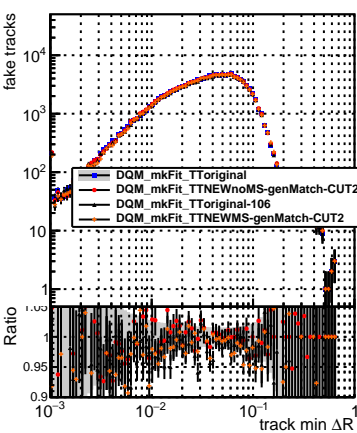 fake tracks
10⁴
10³
10²
10
1
DQM_mkFit_TToriginal
DQM_mkFit_TTNEWnoMS-genMatch-CUT2
DQM_mkFit_TToriginal-106
DQM_mkFit_TTNEWMS-genMatch-CUT2
Ratio
1.05
1
0.95
0.9
10⁻³
10⁻²
10⁻¹
1
track min ΔR